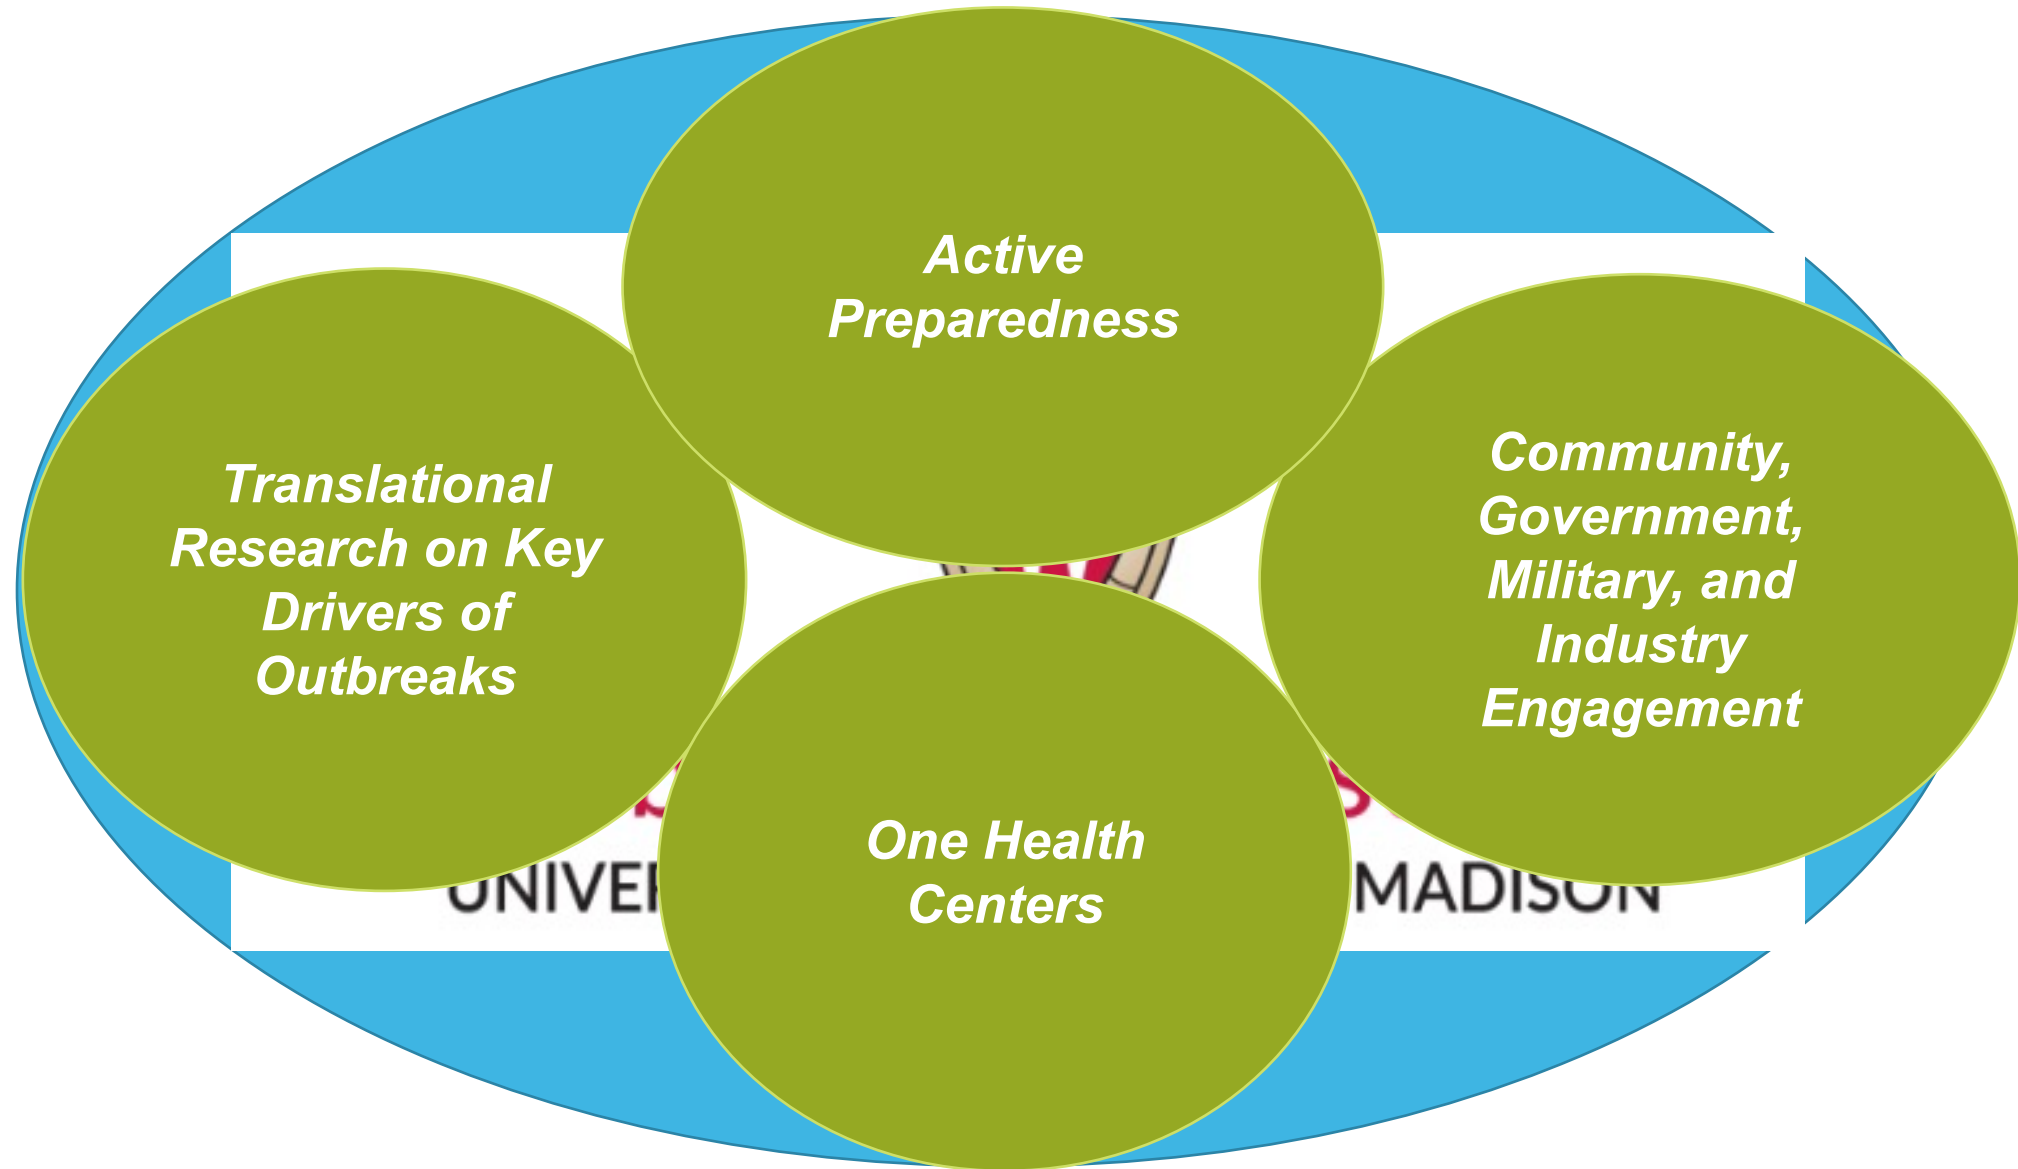 Active
Preparedness
Translational
Research on Key
Drivers of
Outbreaks
Community,
Government,
Military, and
Industry
Engagement
One Health
Centers
MADISON